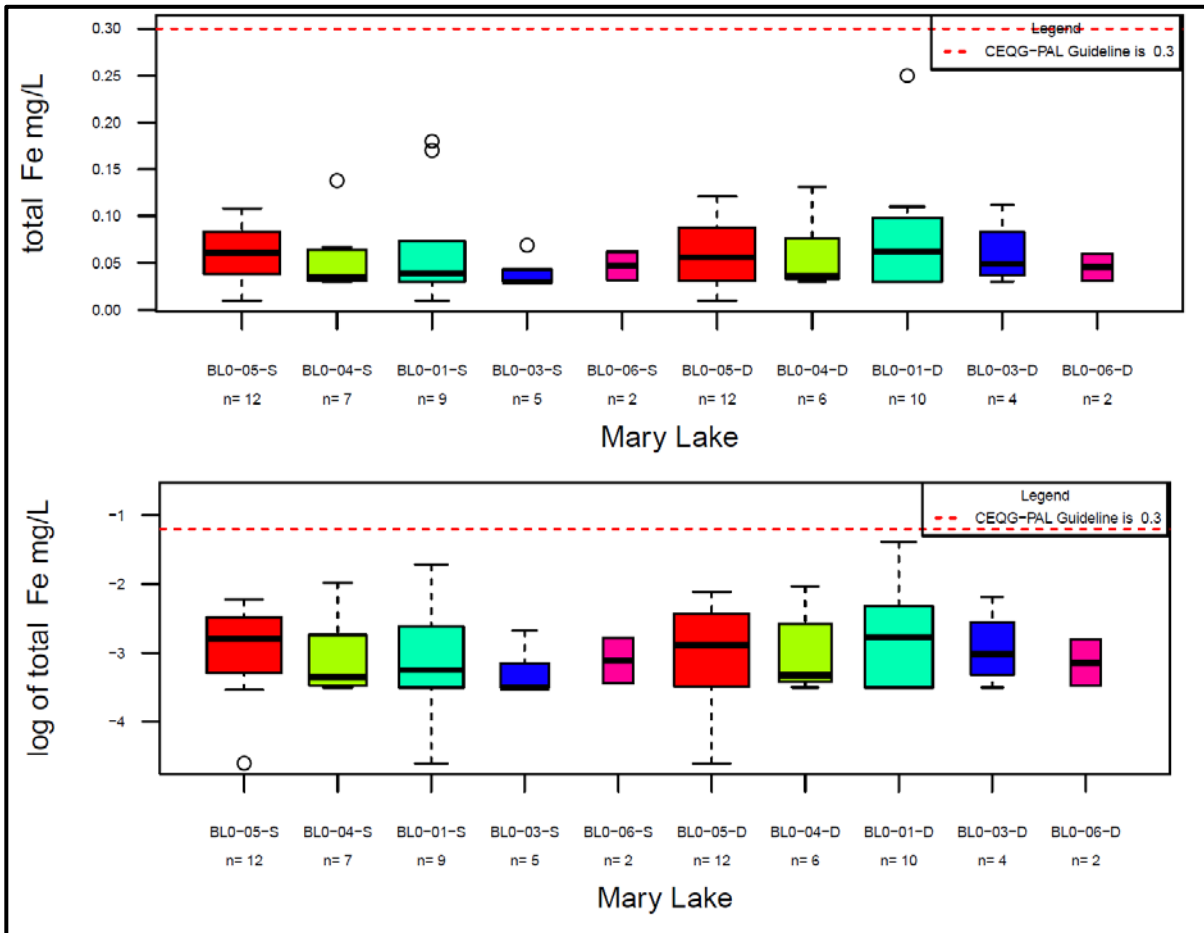 total Fe mg/L
0.30
0.25
0.20
0.15
0.10
0.05
0.00
Legend
CEQG-PAL Guideline is 0.3
BL0-05-S BL0-04-S BL0-01-S BL0-03-S BL0-06-S BL0-05-D BL0-04-D BL0-01-D BL0-03-D BL0-06-D
n= 12 n= 7 n= 9 n= 5 n= 2 n= 12 n= 6 n= 10 n= 4 n= 2
Mary Lake
log of total Fe mg/L
-1
-2
-3
-4
Legend
CEQG-PAL Guideline is 0.3
BL0-05-S BL0-04-S BL0-01-S BL0-03-S BL0-06-S BL0-05-D BL0-04-D BL0-01-D BL0-03-D BL0-06-D
n= 12 n= 7 n= 9 n= 5 n= 2 n= 12 n= 6 n= 10 n= 4 n= 2
Mary Lake